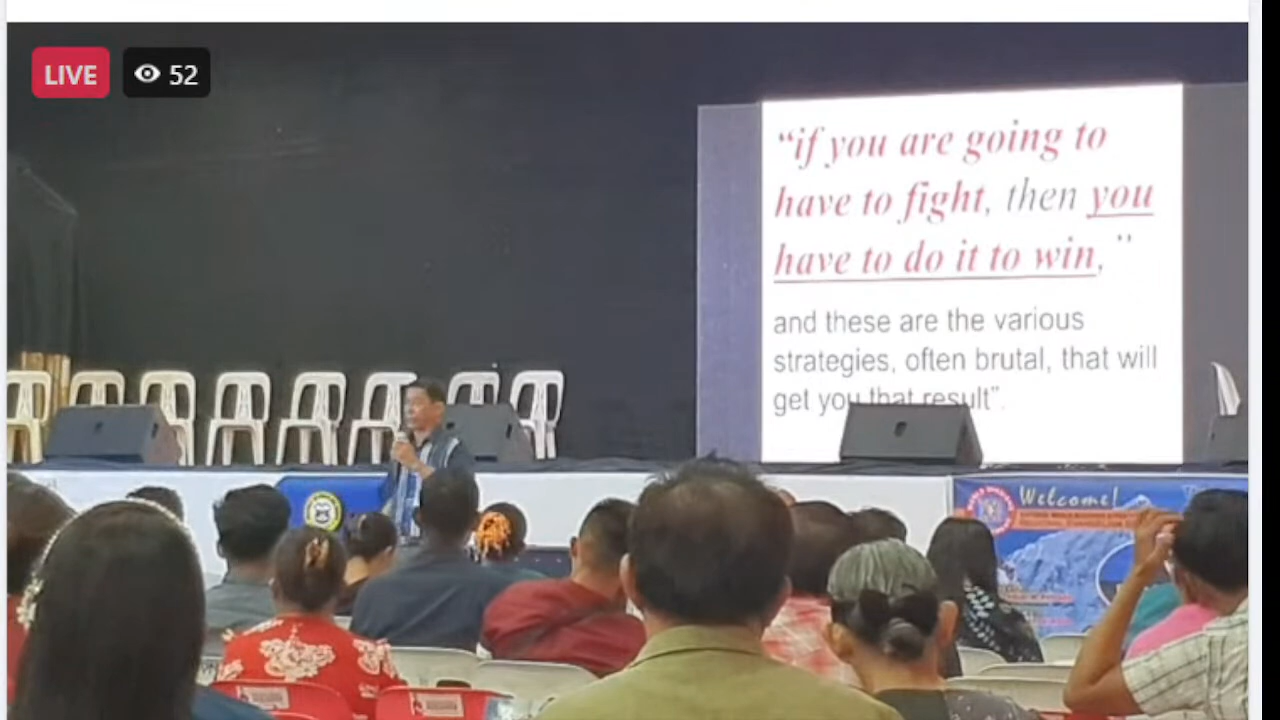 LIVE
52
“if you are going to
have to fight, then you
have to do it to win,”
and these are the various
strategies, often brutal, that will
get you that result”.
Welcome!